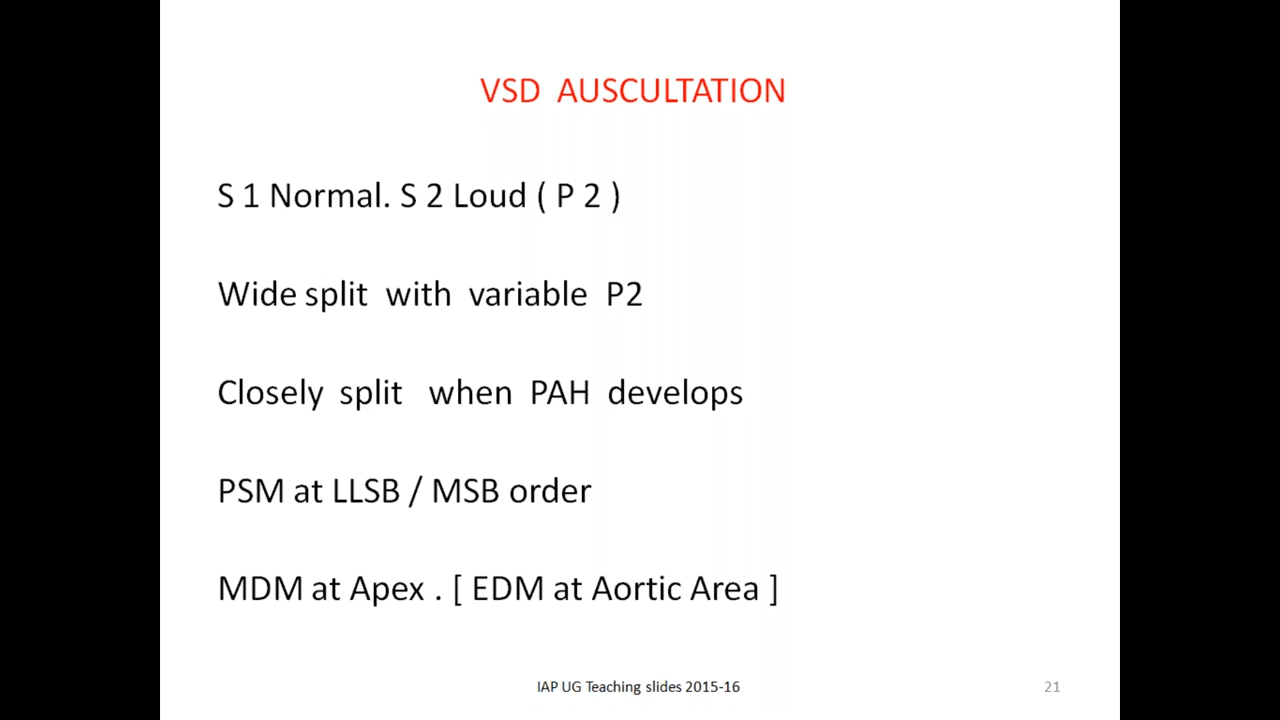 VSD AUSCULTATION
S 1 Normal. S 2 Loud ( P 2 )
Wide split with variable P2
Closely split when PAH develops
PSM at LLSB / MSB order
MDM at Apex . [ EDM at Aortic Area ]
IAP UG Teaching slides 2015-16
21